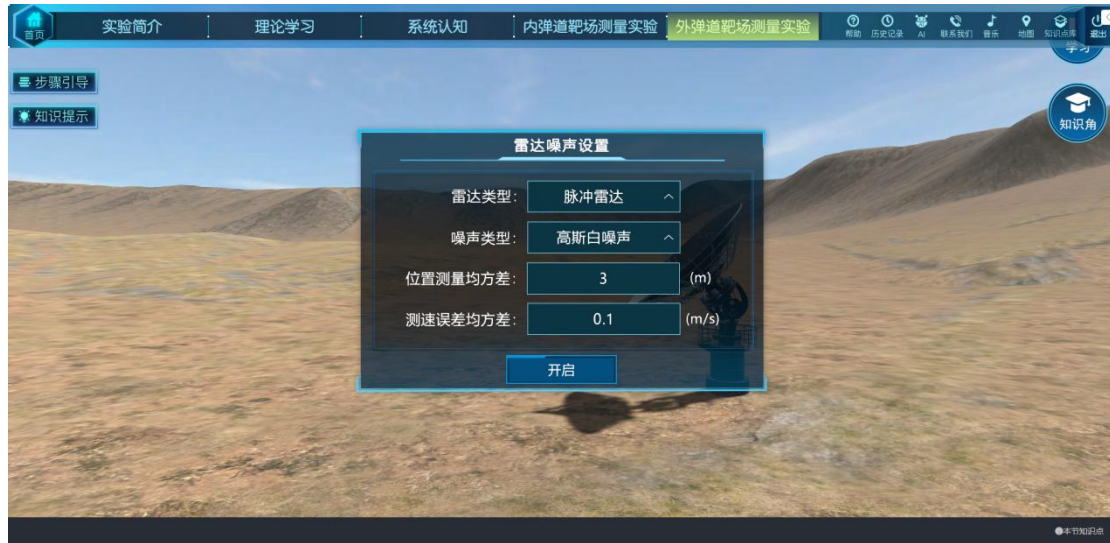 首页
实验简介
理论学习
系统认知
内弹道靶场测量实验
外弹道靶场测量实验
帮助
历史记录
AI
联系我们
音乐
地图
知识点库
退出
学习
步骤引导
知识提示
知识角
雷达噪声设置
雷达类型: 脉冲雷达
噪声类型: 高斯白噪声
位置测量均方差: 3 (m)
测速误差均方差: 0.1 (m/s)
开启
本节知识点